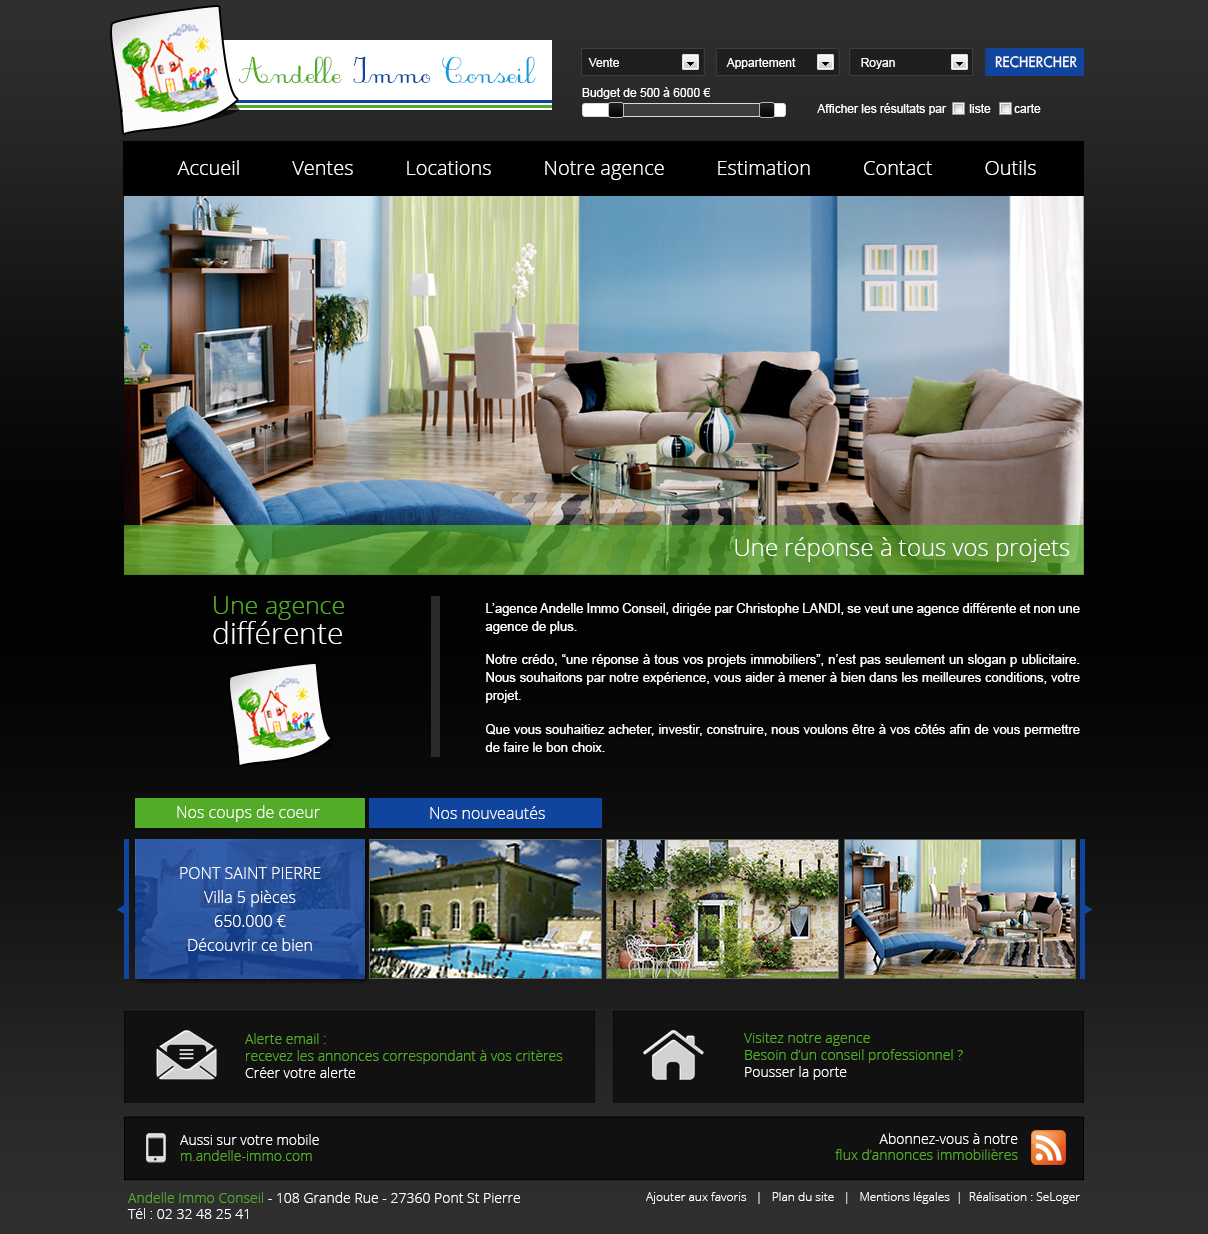 Andelle Immo Conseil
Vente
Appartement
Royan
RECHERCHER
Budget de 500 à 6000 €
Afficher les résultats par liste carte
Accueil Ventes Locations Notre agence Estimation Contact Outils
Une réponse à tous vos projets
Une agence
différente
L'agence Andelle Immo Conseil, dirigée par Christophe LANDI, se veut une agence différente et non une
agence de plus.
Notre crédo, “une réponse à tous vos projets immobiliers”, n'est pas seulement un slogan p ublicitaire.
Nous souhaitons par notre expérience, vous aider à mener à bien dans les meilleures conditions, votre
projet.
Que vous souhaitiez acheter, investir, construire, nous voulons être à vos côtés afin de vous permettre
de faire le bon choix.
Nos coups de coeur
Nos nouveautés
PONT SAINT PIERRE
Villa 5 pièces
650.000 €
Découvrir ce bien
Alerte email :
recevez les annonces correspondant à vos critères
Créer votre alerte
Visitez notre agence
Besoin d'un conseil professionnel ?
Pousser la porte
Aussi sur votre mobile
m.andelle-immo.com
Abonnez-vous à notre
flux d'annonces immobilières
Andelle Immo Conseil - 108 Grande Rue - 27360 Pont St Pierre
Tél : 02 32 48 25 41
Ajouter aux favoris | Plan du site | Mentions légales | Réalisation : SeLoger